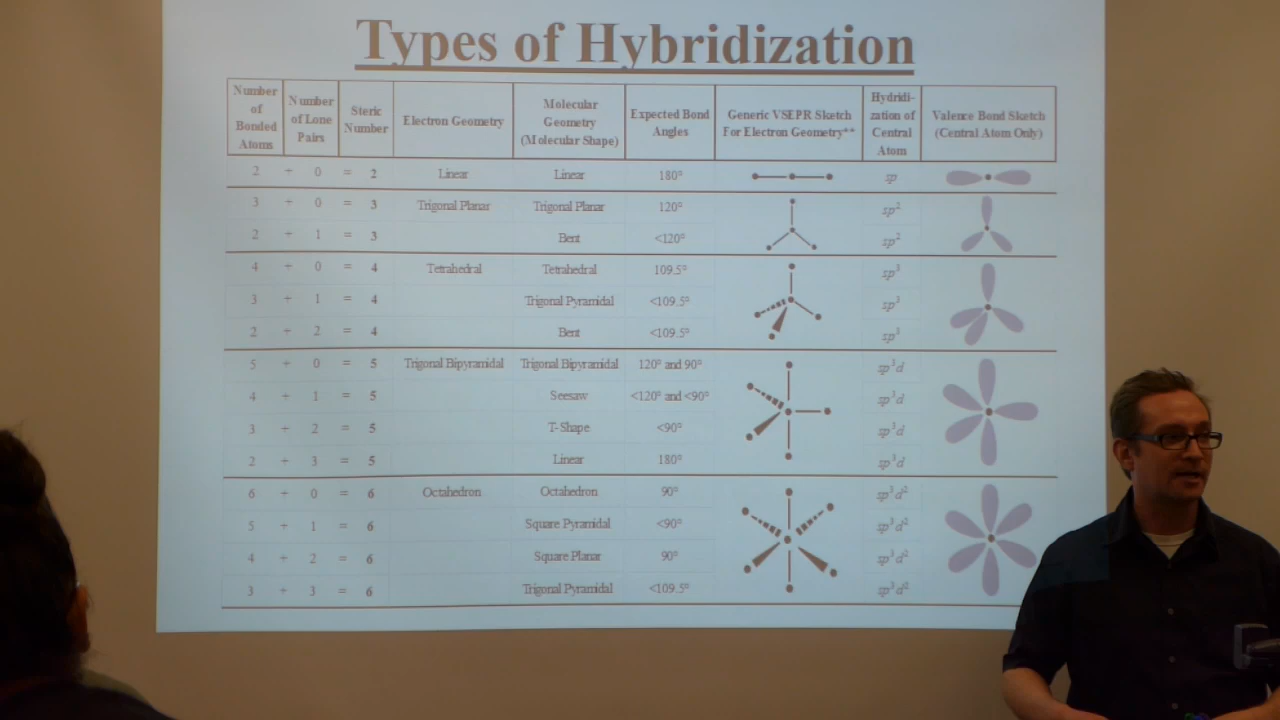 Types of Hybridization
Number of Bonded Atoms Number of Lone Pairs Steric Number Electron Geometry Molecular Geometry (Molecular Shape) Expected Bond Angles Generic VSEPR Sketch For Electron Geometry** Hydridi-zation of Central Atom Valence Bond Sketch (Central Atom Only)
2 + 0 = 2 Linear Linear 180° sp
3 + 0 = 3 Trigonal Planar Trigonal Planar 120° sp²
2 + 1 = 3 Bent <120° sp²
4 + 0 = 4 Tetrahedral Tetrahedral 109.5° sp³
3 + 1 = 4 Trigonal Pyramidal <109.5° sp³
2 + 2 = 4 Bent <109.5° sp³
5 + 0 = 5 Trigonal Bipyramidal Trigonal Bipyramidal 120° and 90° sp³d
4 + 1 = 5 Seesaw <120° and <90° sp³d
3 + 2 = 5 T-Shape <90° sp³d
2 + 3 = 5 Linear 180° sp³d
6 + 0 = 6 Octahedron Octahedron 90° sp³d²
5 + 1 = 6 Square Pyramidal <90° sp³d²
4 + 2 = 6 Square Planar 90° sp³d²
3 + 3 = 6 Trigonal Pyramidal <109.5° sp³d²